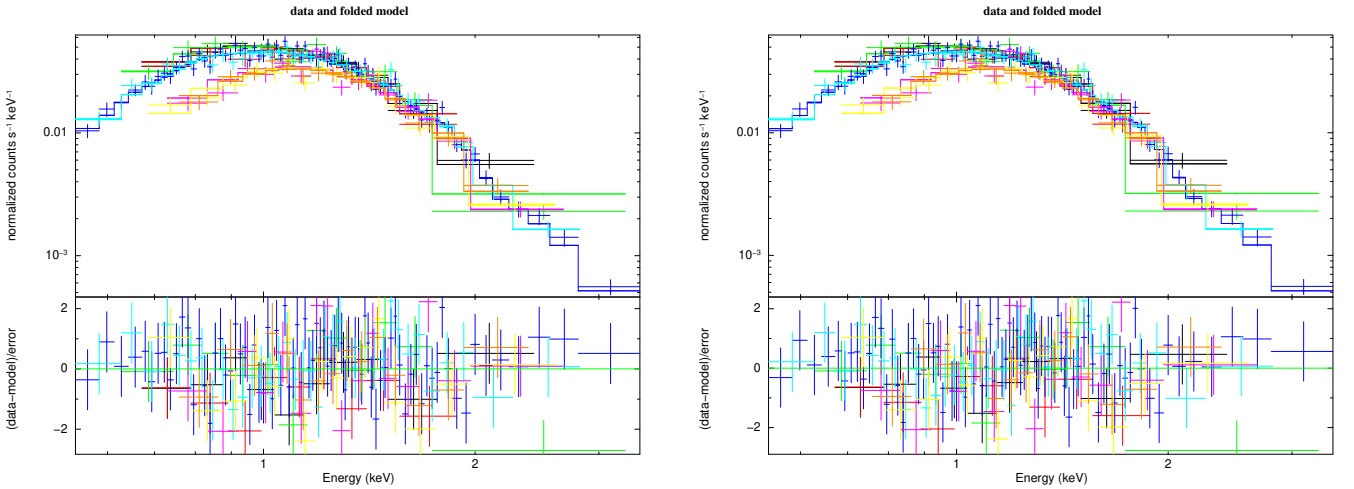 data and folded model
normalized counts s⁻¹ keV⁻¹
0.01
10⁻³
(data−model)/error
2
0
−2
1
2
Energy (keV)
data and folded model
normalized counts s⁻¹ keV⁻¹
0.01
10⁻³
(data−model)/error
2
0
−2
1
2
Energy (keV)